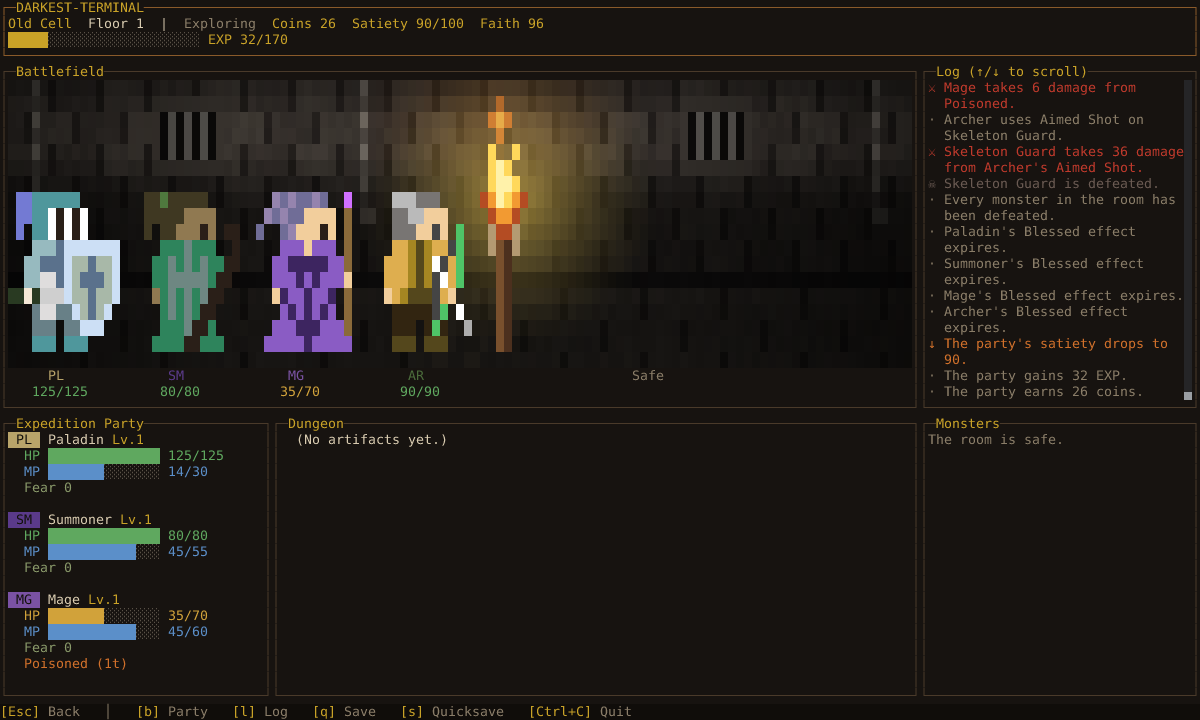 DARKEST-TERMINAL
Old Cell  Floor 1  |  Exploring  Coins 26  Satiety 90/100  Faith 96
EXP 32/170
Battlefield
PL SM MG AR Safe
125/125 80/80 35/70 90/90
Log (↑/↓ to scroll)
⚔ Mage takes 6 damage from
Poisoned.
· Archer uses Aimed Shot on
Skeleton Guard.
⚔ Skeleton Guard takes 36 damage
from Archer's Aimed Shot.
☠ Skeleton Guard is defeated.
· Every monster in the room has
been defeated.
· Paladin's Blessed effect
expires.
· Summoner's Blessed effect
expires.
· Mage's Blessed effect expires.
· Archer's Blessed effect
expires.
↓ The party's satiety drops to
90.
· The party gains 32 EXP.
· The party earns 26 coins.
Expedition Party
PL Paladin Lv.1
HP 125/125
MP 14/30
Fear 0
SM Summoner Lv.1
HP 80/80
MP 45/55
Fear 0
MG Mage Lv.1
HP 35/70
MP 45/60
Fear 0
Poisoned (1t)
Dungeon
(No artifacts yet.)
Monsters
The room is safe.
[Esc] Back │ [b] Party [l] Log [q] Save [s] Quicksave [Ctrl+C] Quit